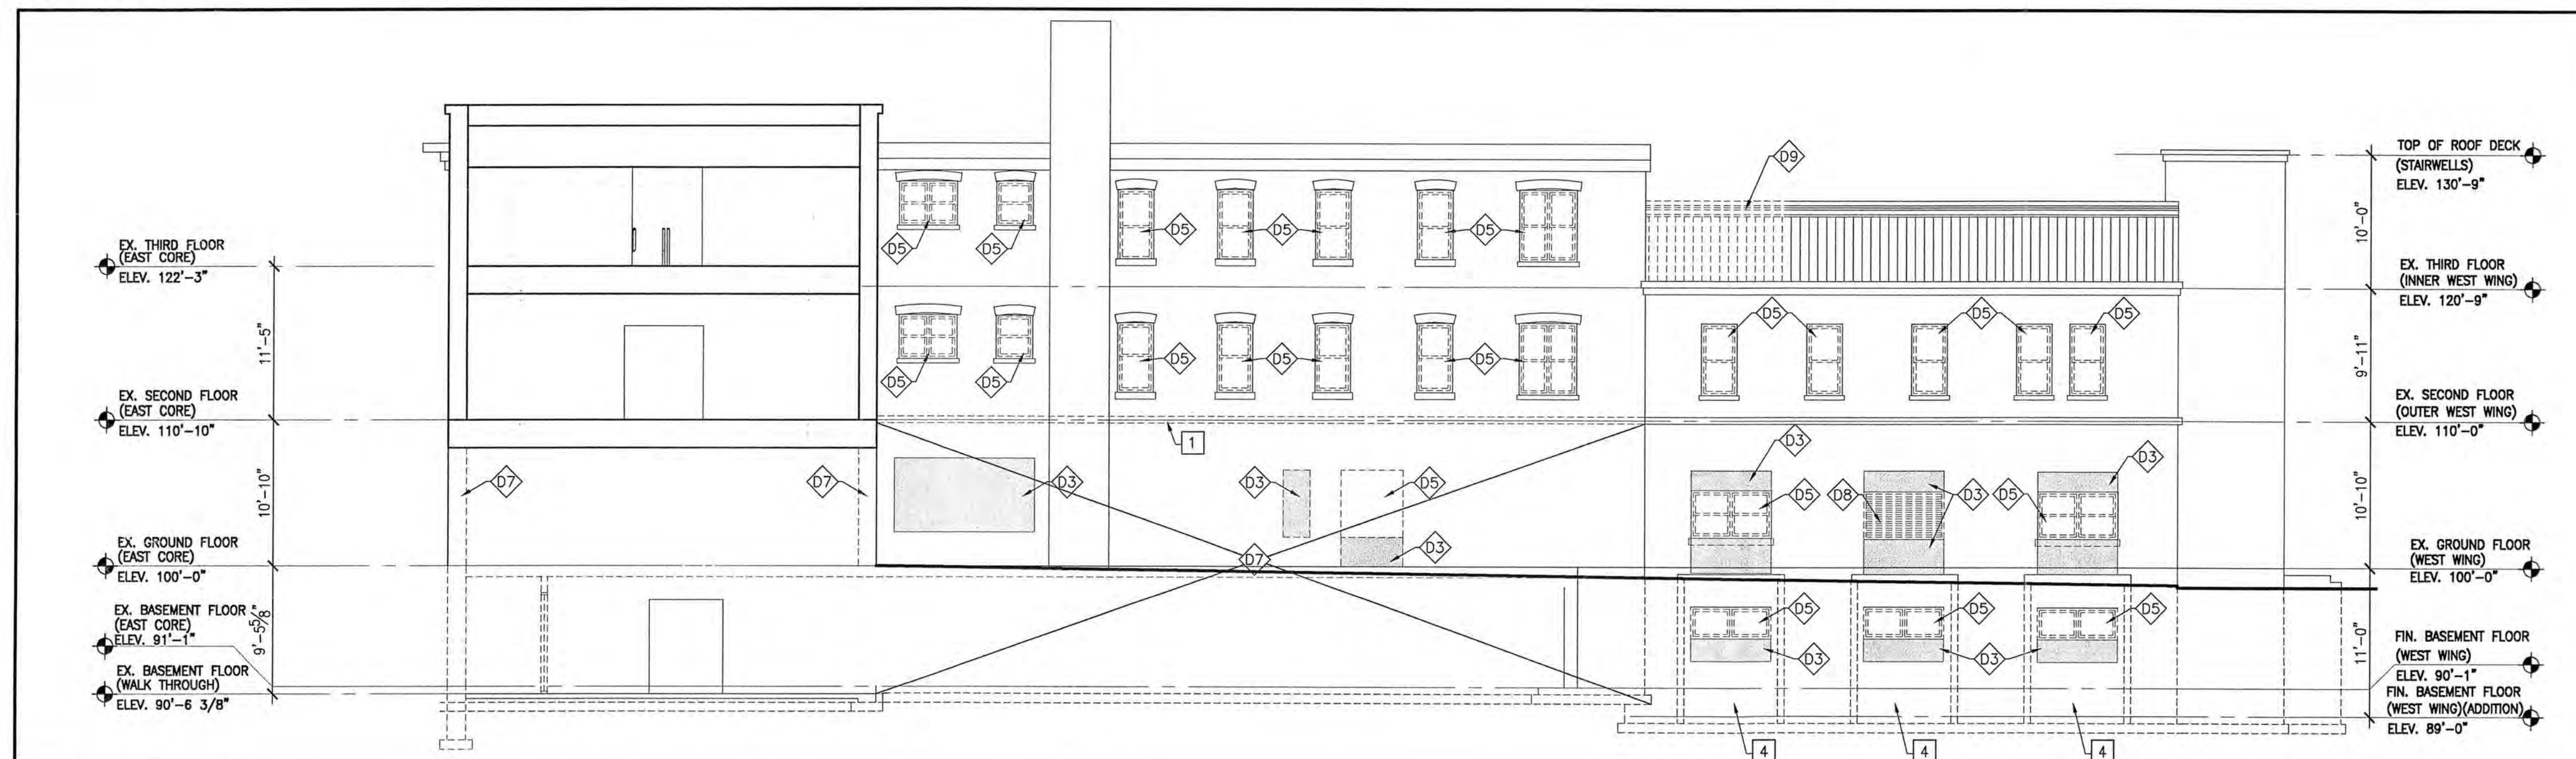 TOP OF ROOF DECK
(STAIRWELLS)
ELEV. 130'-9"
D9
10'-0"
D5
D5
D5
D5
D5
EX. THIRD FLOOR
(EAST CORE)
ELEV. 122'-3"
EX. THIRD FLOOR
(INNER WEST WING)
ELEV. 120'-9"
D5
D5
D5
11'-5"
9'-11"
D5
D5
D5
D5
D5
EX. SECOND FLOOR
(EAST CORE)
ELEV. 110'-10"
EX. SECOND FLOOR
(OUTER WEST WING)
ELEV. 110'-0"
1
D3
D3
D7
D7
D3
D3
D5
D5
D8
D3
D5
10'-10"
10'-10"
EX. GROUND FLOOR
(EAST CORE)
ELEV. 100'-0"
D3
D7
EX. GROUND FLOOR
(WEST WING)
ELEV. 100'-0"
EX. BASEMENT FLOOR
(EAST CORE)
ELEV. 91'-1"
9'-5 5/8"
D5
D5
D5
D3
D3
11'-0"
FIN. BASEMENT FLOOR
(WEST WING)
ELEV. 90'-1"
EX. BASEMENT FLOOR
(WALK THROUGH)
ELEV. 90'-6 3/8"
FIN. BASEMENT FLOOR
(WEST WING)(ADDITION)
ELEV. 89'-0"
4
4
4